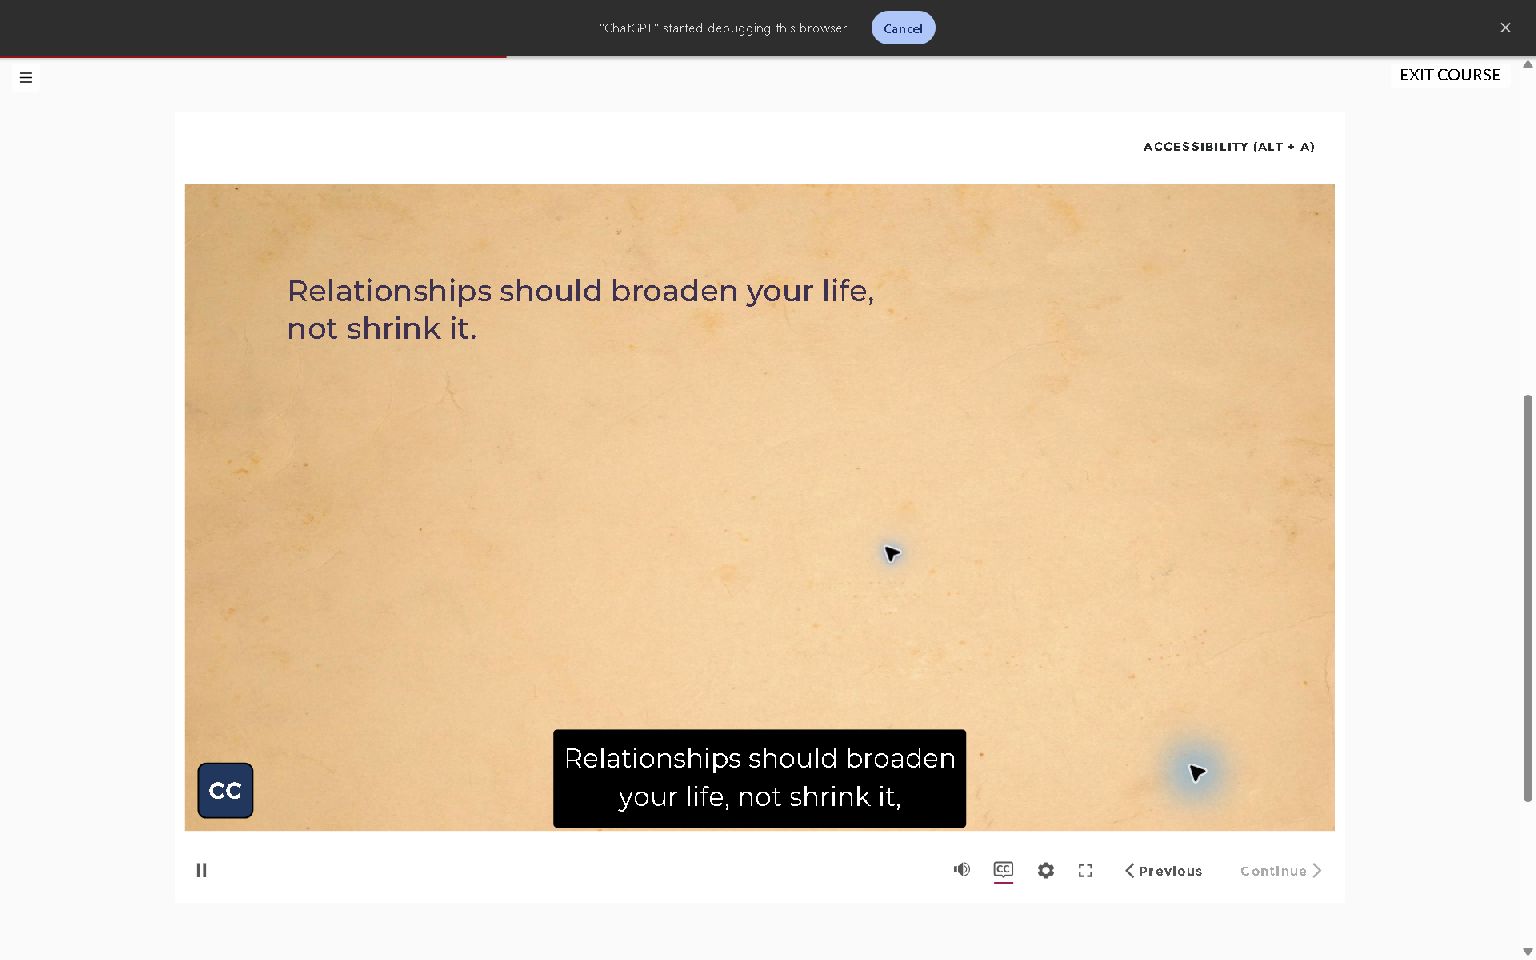 "ChatGPT" started debugging this browser
Cancel
EXIT COURSE
ACCESSIBILITY (ALT + A)
Relationships should broaden your life,
not shrink it.
Relationships should broaden
your life, not shrink it,
CC
CC
Previous
Continue